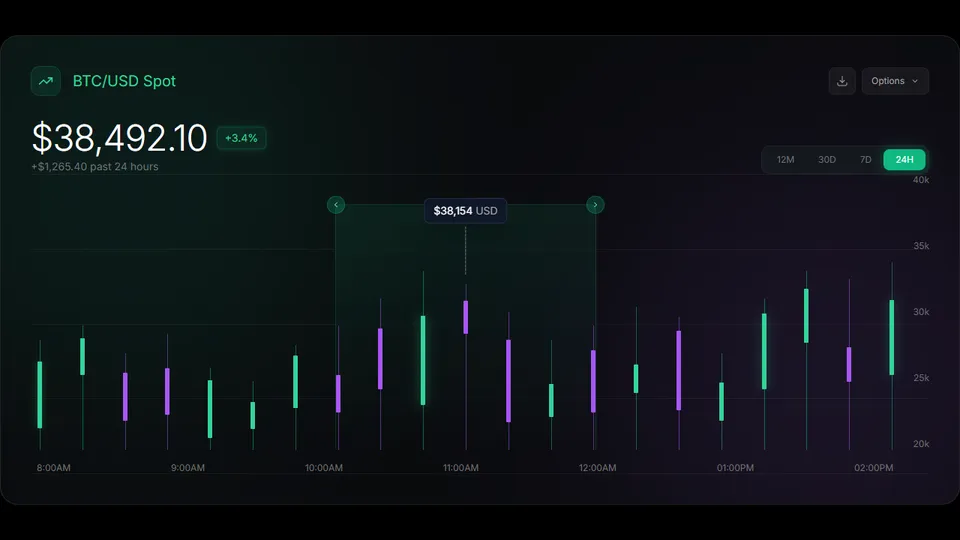 BTC/USD Spot
Options
$38,492.10 +3.4%
+$1,265.40 past 24 hours
12M 30D 7D 24H
40k
$38,154 USD
35k
30k
25k
20k
8:00AM 9:00AM 10:00AM 11:00AM 12:00AM 01:00PM 02:00PM